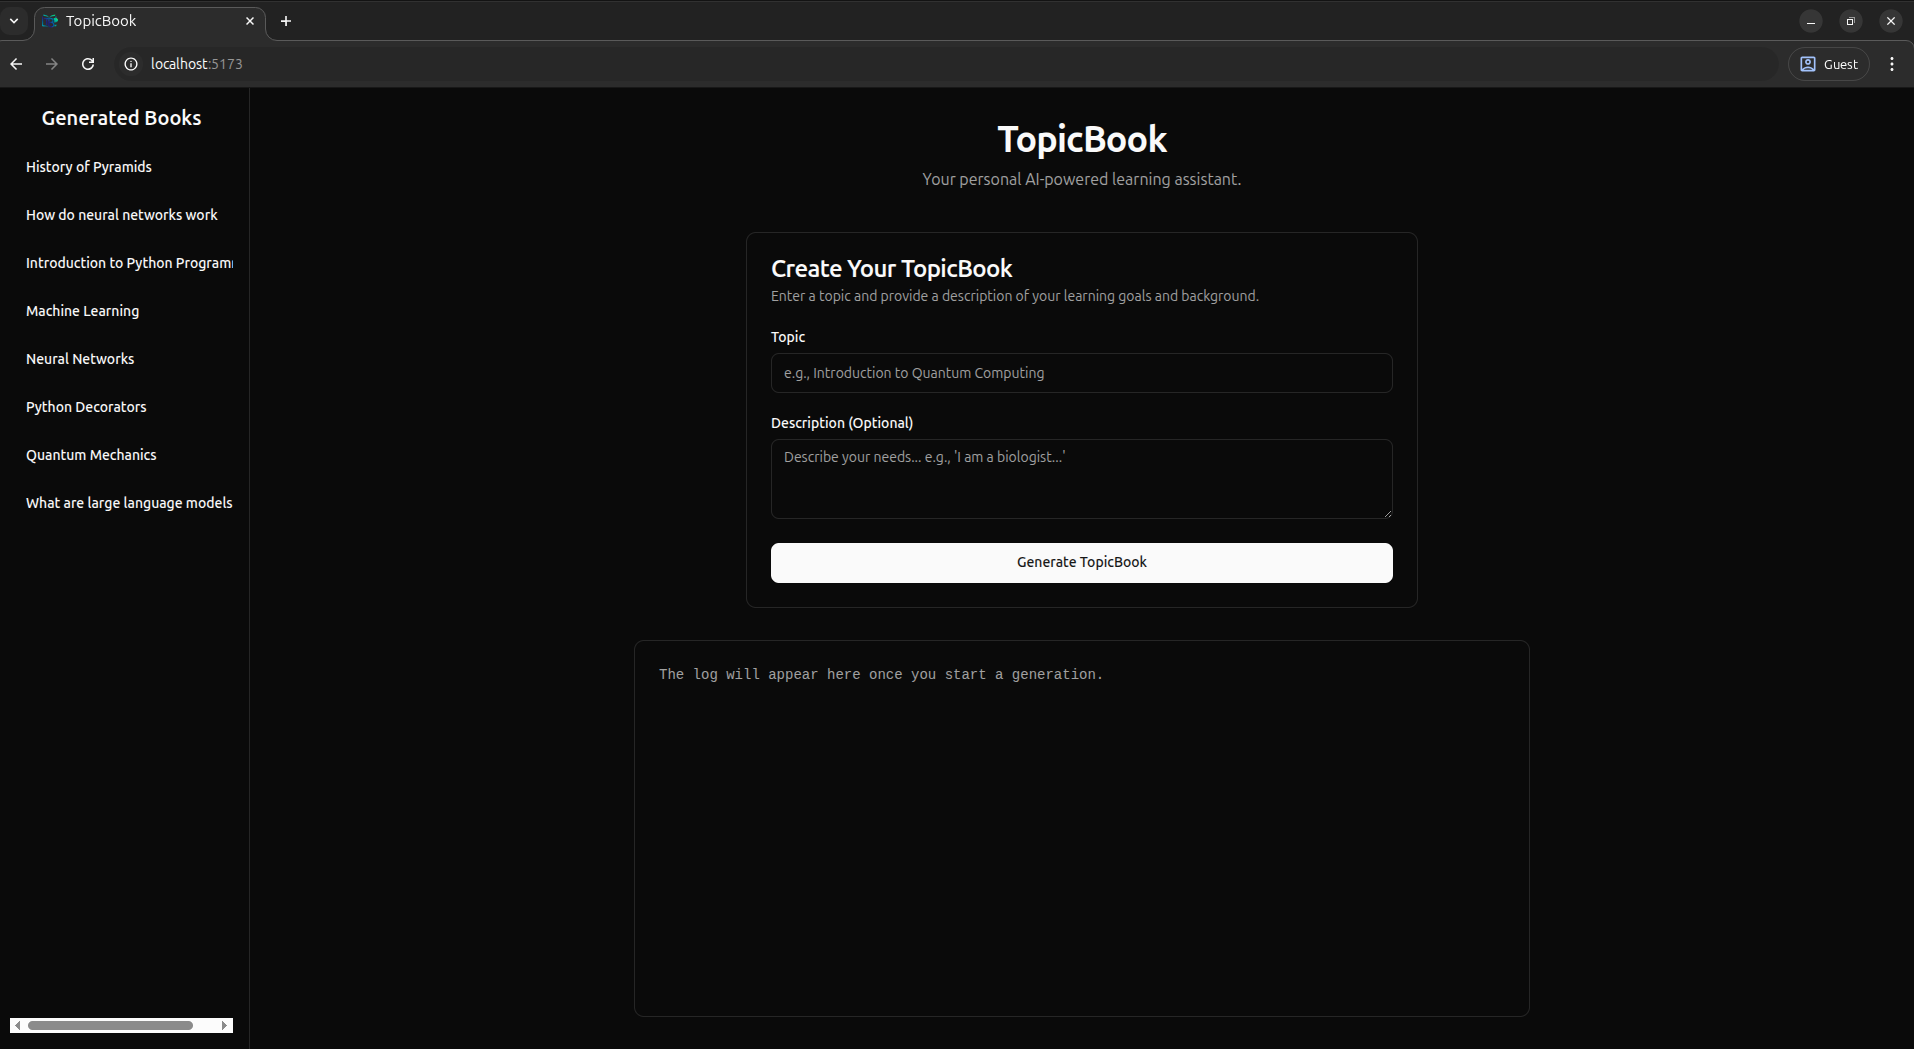 TopicBook
localhost:5173
Guest
Generated Books
History of Pyramids
How do neural networks work
Introduction to Python Program
Machine Learning
Neural Networks
Python Decorators
Quantum Mechanics
What are large language models
TopicBook
Your personal AI-powered learning assistant.
Create Your TopicBook
Enter a topic and provide a description of your learning goals and background.
Topic
e.g., Introduction to Quantum Computing
Description (Optional)
Describe your needs... e.g., 'I am a biologist...'
Generate TopicBook
The log will appear here once you start a generation.